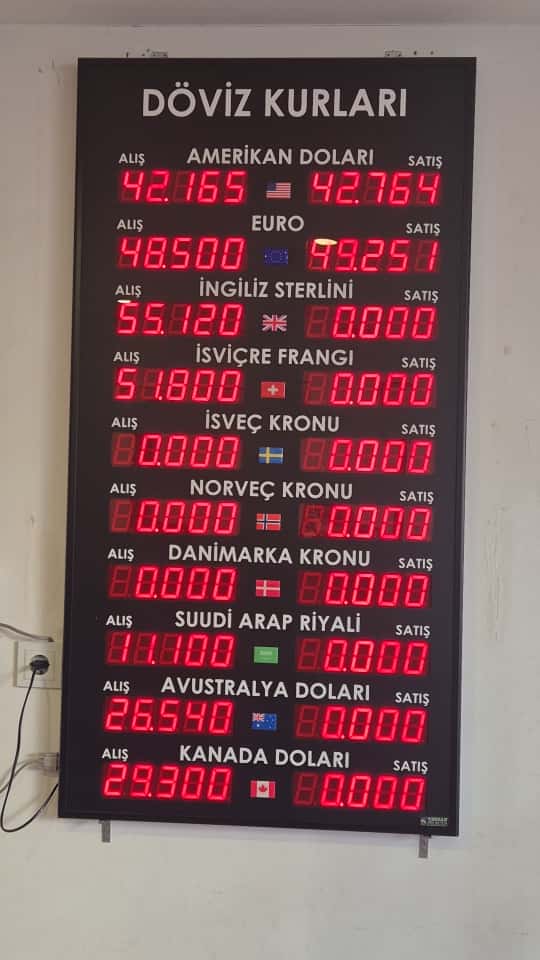 DÖVİZ KURLARI
ALIŞ AMERİKAN DOLARI SATIŞ
42.165 42.764
ALIŞ EURO SATIŞ
48.500 49.251
ALIŞ İNGİLİZ STERLİNİ SATIŞ
55.120 0.000
ALIŞ İSVİÇRE FRANGI SATIŞ
51.800 0.000
ALIŞ İSVEÇ KRONU SATIŞ
0.000 0.000
ALIŞ NORVEÇ KRONU SATIŞ
0.000 0.000
ALIŞ DANİMARKA KRONU SATIŞ
0.000 0.000
ALIŞ SUUDİ ARAP RİYALİ SATIŞ
11.100 0.000
ALIŞ AVUSTRALYA DOLARI SATIŞ
26.540 0.000
ALIŞ KANADA DOLARI SATIŞ
29.300 0.000